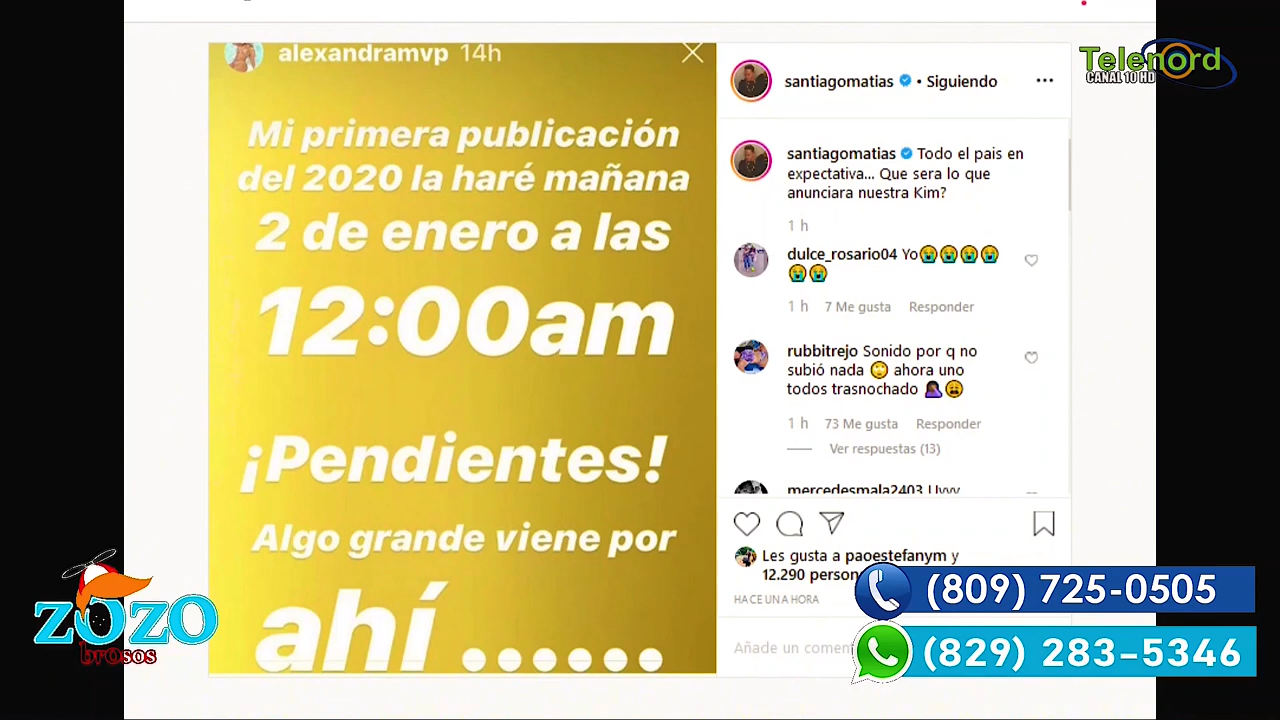 alexandramvp 14h
Mi primera publicación
del 2020 la haré mañana
2 de enero a las
12:00am
¡Pendientes!
Algo grande viene por
ahí ......
santiagomatias • Siguiendo
santiagomatias Todo el pais en
expectativa... Que sera lo que
anunciara nuestra Kim?
1 h
dulce_rosario04 Yo😭😭😭😭
😭😭
1 h 7 Me gusta Responder
rubbitrejo Sonido por q no
subió nada 🙄 ahora uno
todos trasnochado 🤦🏿‍♀️😩
1 h 73 Me gusta Responder
Ver respuestas (13)
mercedesmala2403 Uyyy
Les gusta a paoestefanym y
12.290 person
HACE UNA HORA
Añade un comen
Telenord
CANAL 10 HD
zozo
brOsos
(809) 725-0505
(829) 283-5346